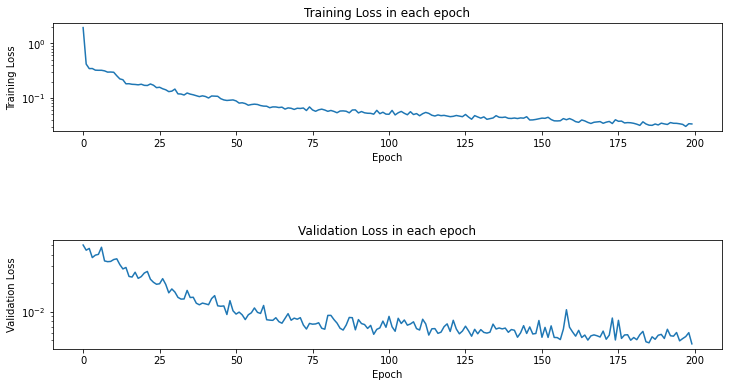 Training Loss in each epoch
Training Loss
10⁰
10⁻¹
0 25 50 75 100 125 150 175 200
Epoch
Validation Loss in each epoch
Validation Loss
10⁻²
0 25 50 75 100 125 150 175 200
Epoch